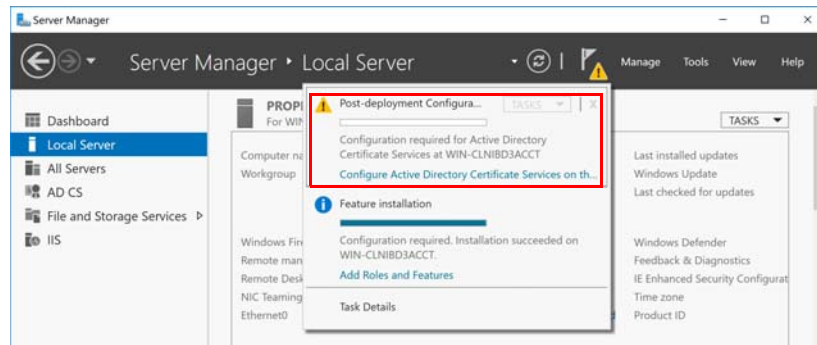 Server Manager
Server Manager • Local Server
Manage Tools View Help
Dashboard
Local Server
All Servers
AD CS
File and Storage Services
IIS
PROP
For WIN
TASKS
Computer na
Workgroup
Last installed updates
Windows Update
Last checked for updates
Windows Fire
Remote man
Remote Desk
NIC Teaming
Ethernet0
Windows Defender
Feedback & Diagnostics
IE Enhanced Security Configurat
Time zone
Product ID
Post-deployment Configura... TASKS X
Configuration required for Active Directory
Certificate Services at WIN-CLNIBD3ACCT
Configure Active Directory Certificate Services on th...
Feature installation
Configuration required. Installation succeeded on
WIN-CLNIBD3ACCT.
Add Roles and Features
Task Details